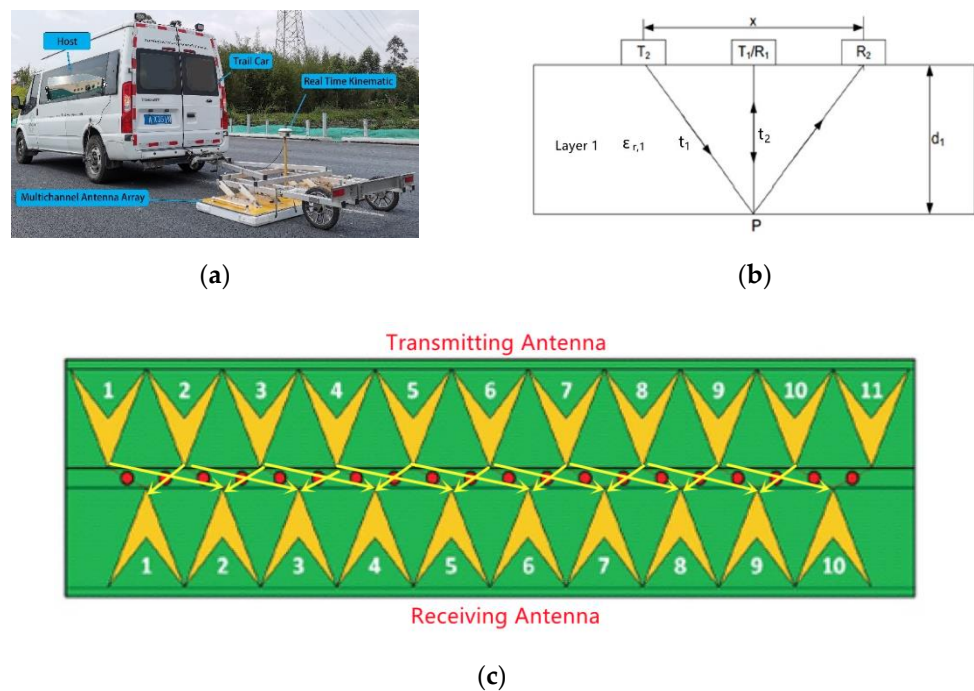 Host
Trail Car
Real Time Kinematic
Multichannel Antenna Array
(a)
x
T₂ T₁/R₁ R₂
Layer 1 εr,1 t₁ t₂ d₁
P
(b)
Transmitting Antenna
1 2 3 4 5 6 7 8 9 10 11
1 2 3 4 5 6 7 8 9 10
Receiving Antenna
(c)